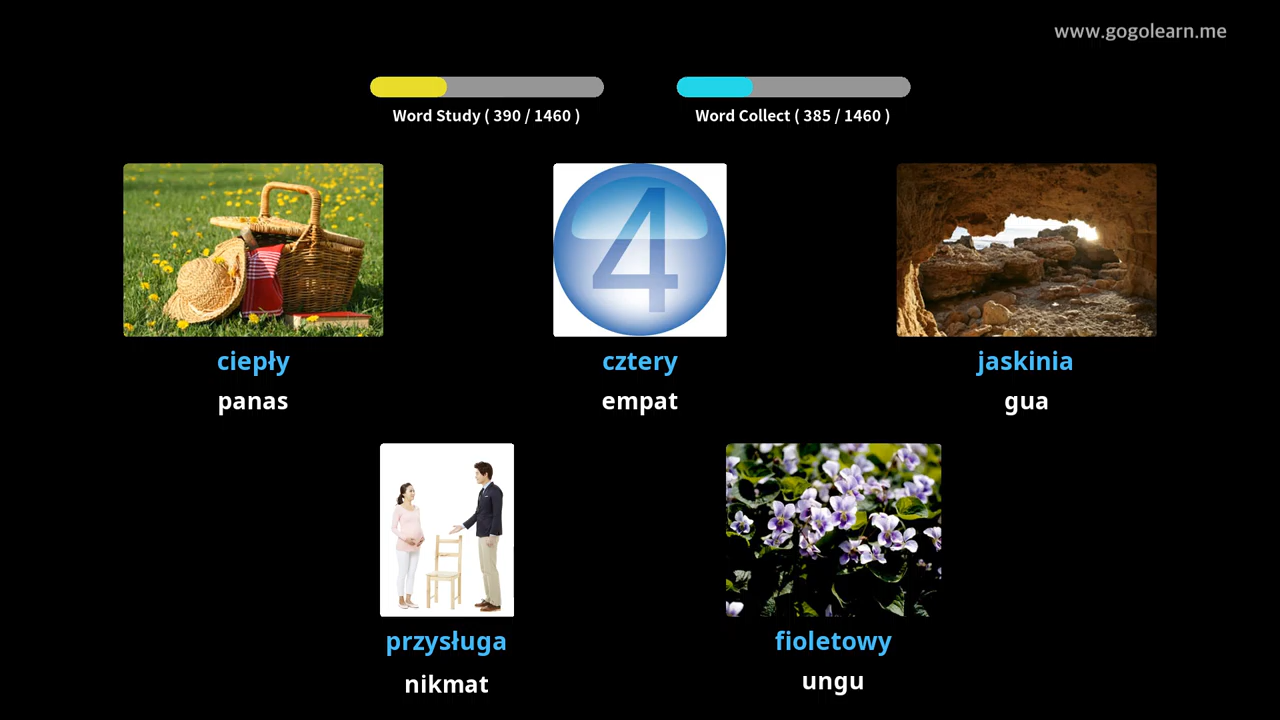 www.gogolearn.me
Word Study ( 390 / 1460 )
Word Collect ( 385 / 1460 )
4
ciepły
panas
cztery
empat
jaskinia
gua
przysługa
nikmat
fioletowy
ungu